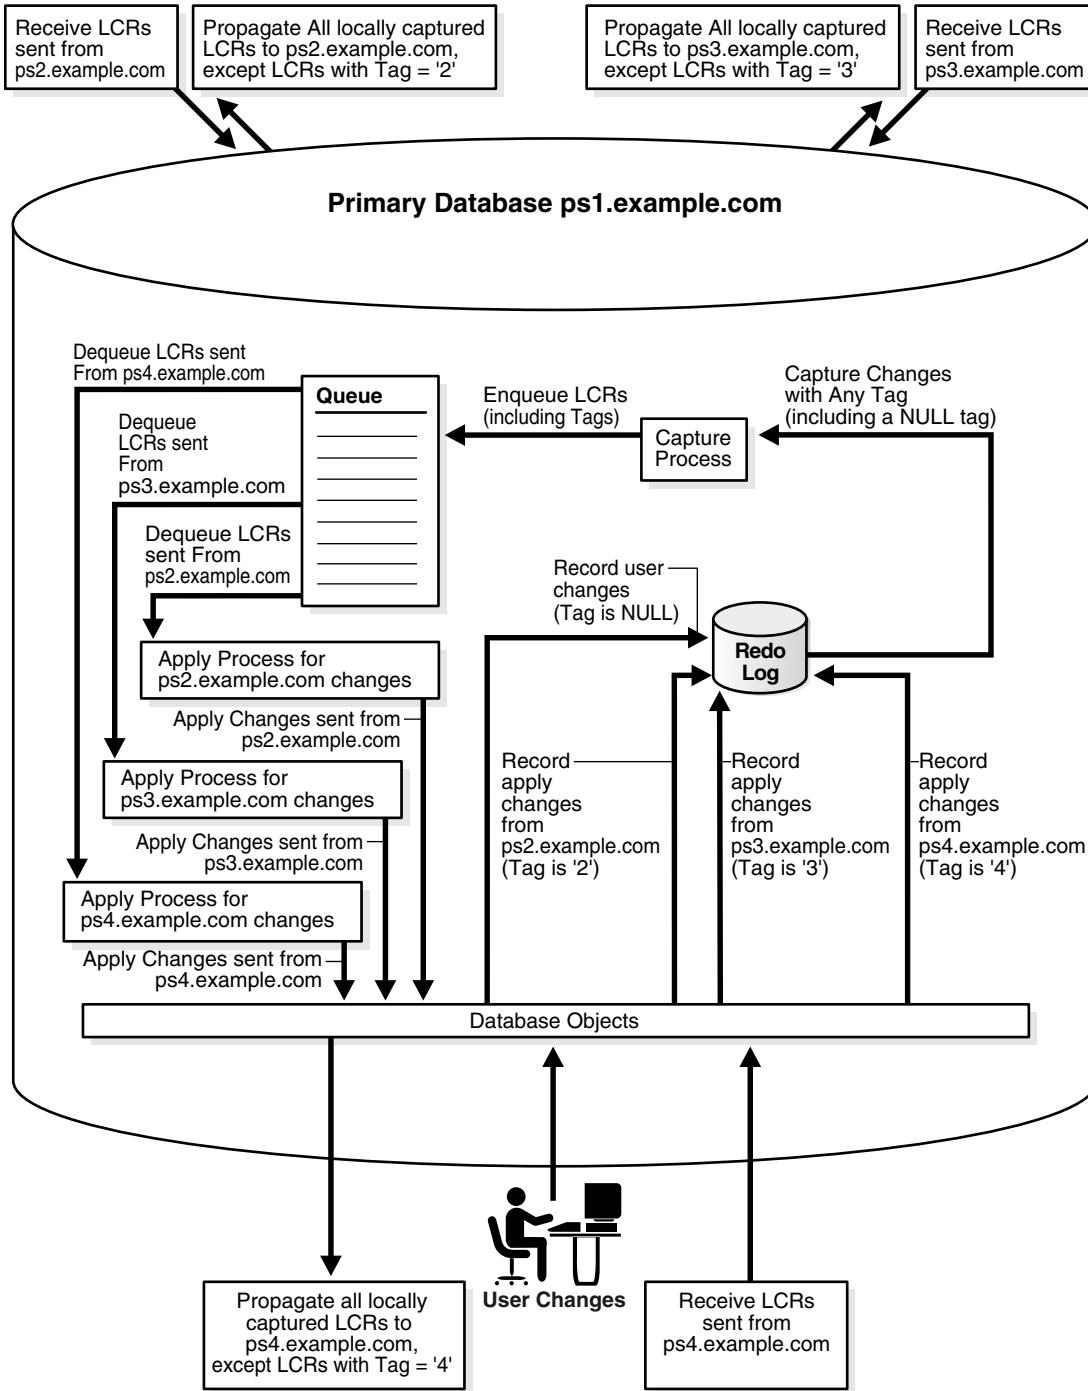 Receive LCRs
sent from
ps2.example.com
Propagate All locally captured
LCRs to ps2.example.com,
except LCRs with Tag = '2'
Propagate All locally captured
LCRs to ps3.example.com,
except LCRs with Tag = '3'
Receive LCRs
sent from
ps3.example.com
Primary Database ps1.example.com
Dequeue LCRs sent
From ps4.example.com
Dequeue
LCRs sent
From
ps3.example.com
Dequeue LCRs
sent From
ps2.example.com
Queue
Enqueue LCRs
(including Tags)
Capture
Process
Capture Changes
with Any Tag
(including a NULL tag)
Record user
changes
(Tag is NULL)
Redo
Log
Apply Process for
ps2.example.com changes
Apply Changes sent from
ps2.example.com
Apply Process for
ps3.example.com changes
Apply Changes sent from
ps3.example.com
Apply Process for
ps4.example.com changes
Apply Changes sent from
ps4.example.com
Record
apply
changes
from
ps2.example.com
(Tag is '2')
Record
apply
changes
from
ps3.example.com
(Tag is '3')
Record
apply
changes
from
ps4.example.com
(Tag is '4')
Database Objects
Propagate all locally
captured LCRs to
ps4.example.com,
except LCRs with Tag = '4'
User Changes
Receive LCRs
sent from
ps4.example.com